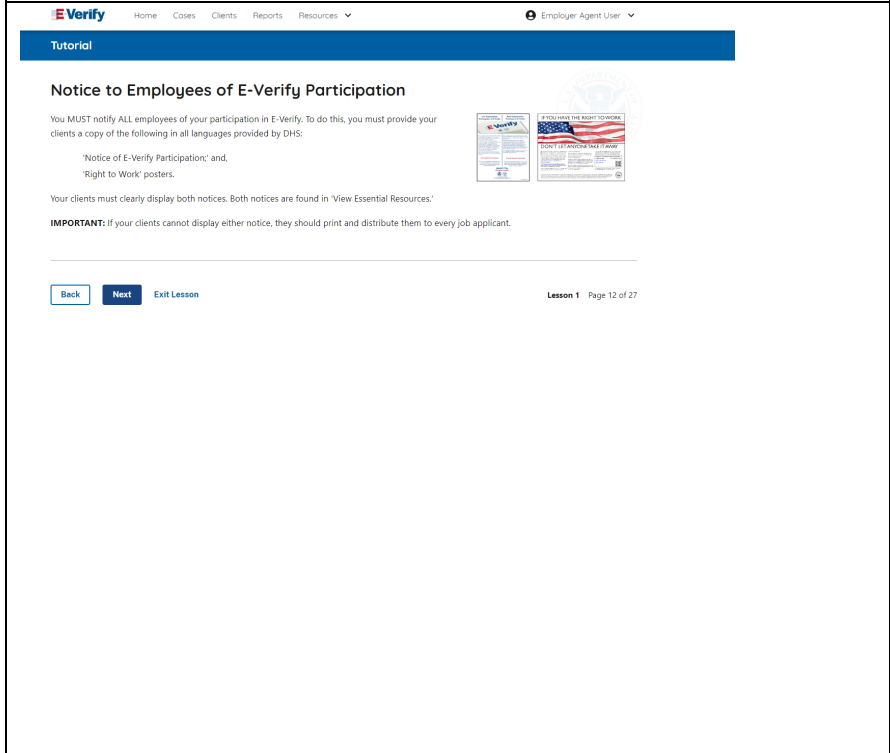 E-Verify Home Cases Clients Reports Resources Employer Agent User
Tutorial
Notice to Employees of E-Verify Participation
You MUST notify ALL employees of your participation in E-Verify. To do this, you must provide your
clients a copy of the following in all languages provided by DHS:
'Notice of E-Verify Participation;' and,
'Right to Work' posters.
Your clients must clearly display both notices. Both notices are found in 'View Essential Resources.'
IMPORTANT: If your clients cannot display either notice, they should print and distribute them to every job applicant.
E-Verify
IF YOU HAVE THE RIGHT TO WORK
DON'T LET ANYONE TAKE IT AWAY
Back Next Exit Lesson Lesson 1 Page 12 of 27